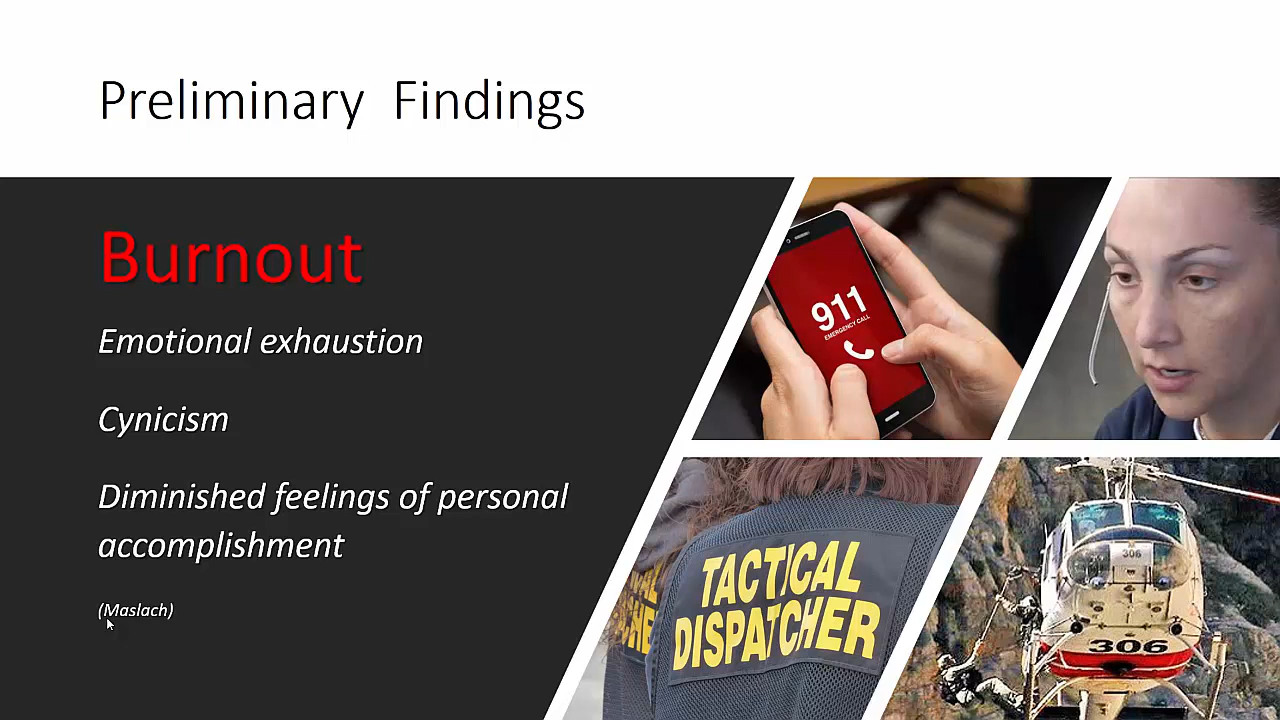 Preliminary Findings
Burnout
Emotional exhaustion
Cynicism
Diminished feelings of personal
accomplishment
(Maslach)
911
EMERGENCY CALL
TACTICAL
DISPATCHER
306
306